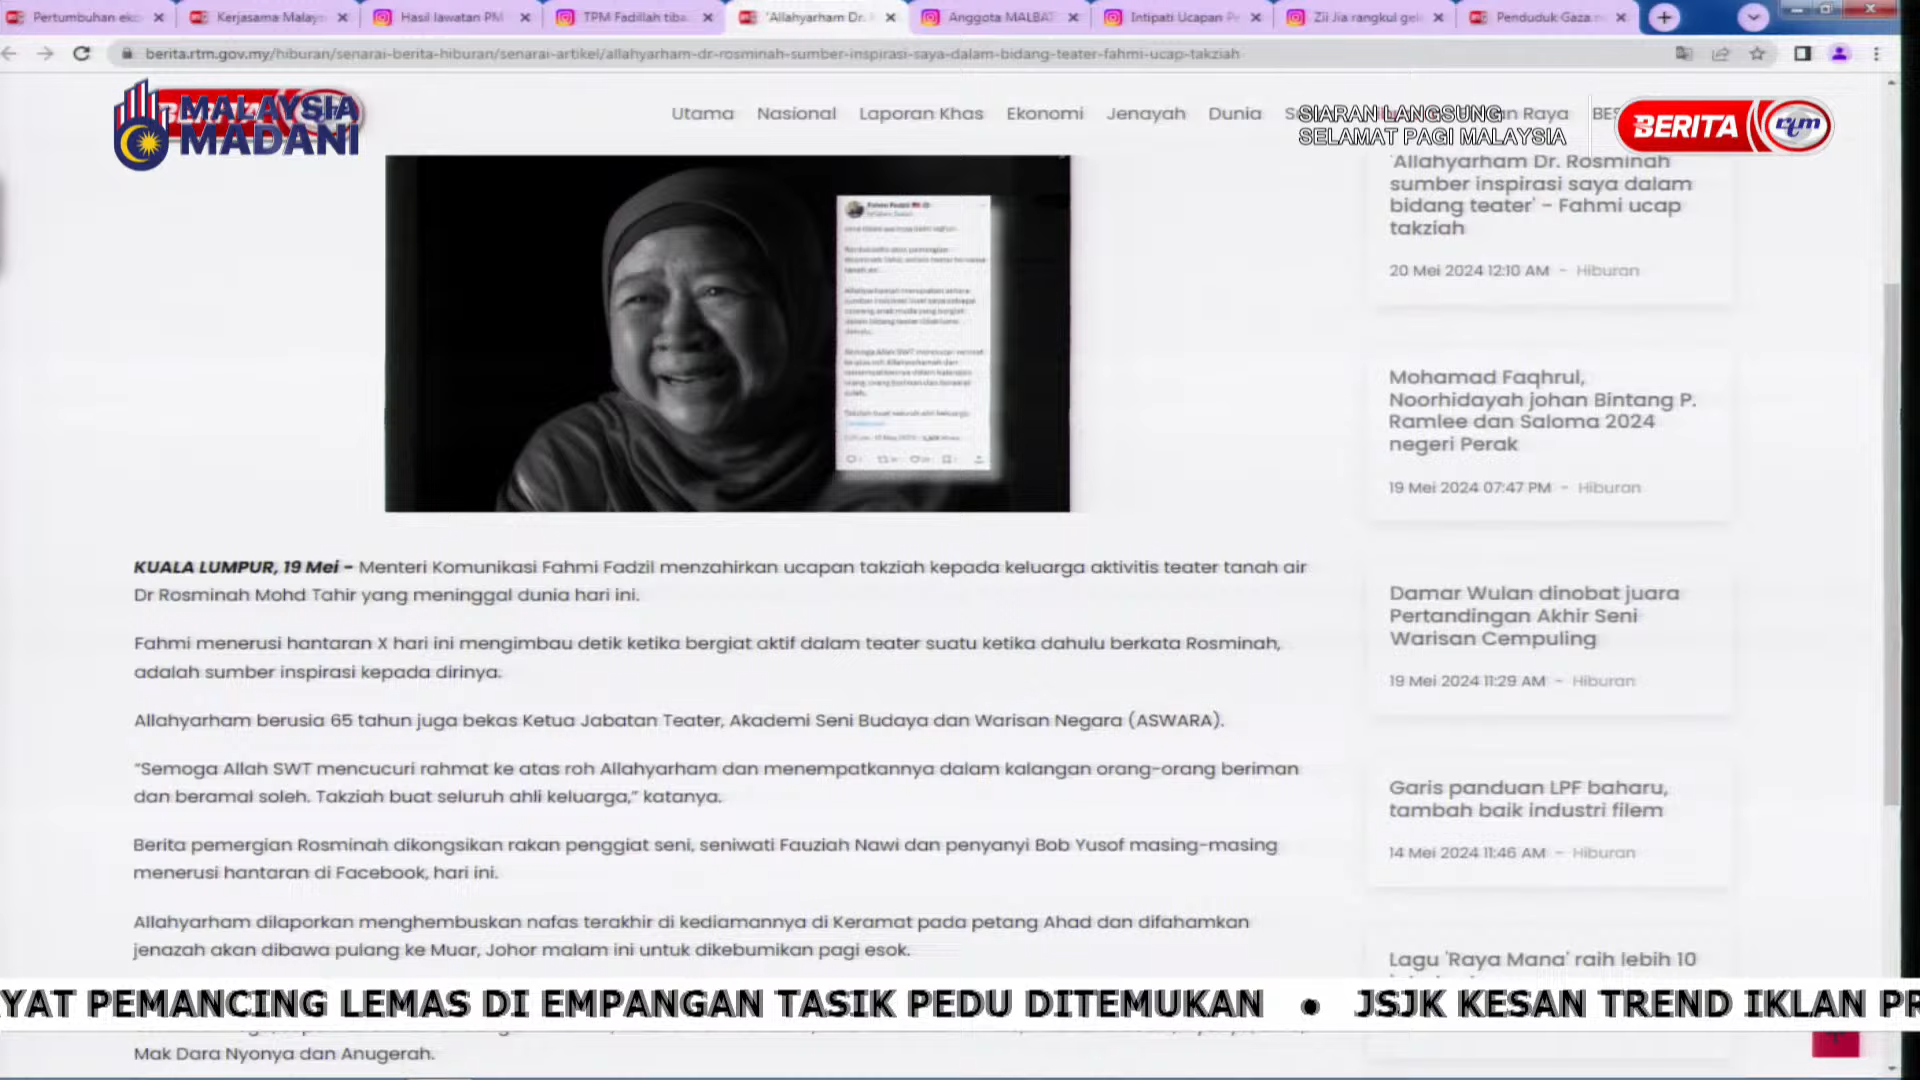 Pertumbuhan eko
Kerjasama Malays
Hasil lawatan PM
TPM Fadillah tiba
'Allahyarham Dr. R
Anggota MALBAT
Intipati Ucapan Pe
Zii Jia rangkul gel
Penduduk Gaza
berita.rtm.gov.my/hiburan/senarai-berita-hiburan/senarai-artikel/allahyarham-dr-rosminah-sumber-inspirasi-saya-dalam-bidang-teater-fahmi-ucap-takziah
MALAYSIA
MADANI
Utama Nasional Laporan Khas Ekonomi Jenayah Dunia
n Raya BES
SIARAN LANGSUNG
SELAMAT PAGI MALAYSIA
BERITA rtm
Fahmi Fadzil
KUALA LUMPUR, 19 Mei - Menteri Komunikasi Fahmi Fadzil menzahirkan ucapan takziah kepada keluarga aktivitis teater tanah air
Dr Rosminah Mohd Tahir yang meninggal dunia hari ini.
Fahmi menerusi hantaran X hari ini mengimbau detik ketika bergiat aktif dalam teater suatu ketika dahulu berkata Rosminah,
adalah sumber inspirasi kepada dirinya.
Allahyarham berusia 65 tahun juga bekas Ketua Jabatan Teater, Akademi Seni Budaya dan Warisan Negara (ASWARA).
"Semoga Allah SWT mencucuri rahmat ke atas roh Allahyarham dan menempatkannya dalam kalangan orang-orang beriman
dan beramal soleh. Takziah buat seluruh ahli keluarga," katanya.
Berita pemergian Rosminah dikongsikan rakan penggiat seni, seniwati Fauziah Nawi dan penyanyi Bob Yusof masing-masing
menerusi hantaran di Facebook, hari ini.
Allahyarham dilaporkan menghembuskan nafas terakhir di kediamannya di Keramat pada petang Ahad dan difahamkan
jenazah akan dibawa pulang ke Muar, Johor malam ini untuk dikebumikan pagi esok.
Mak Dara Nyonya dan Anugerah.
'Allahyarham Dr. Rosminah
sumber inspirasi saya dalam
bidang teater' - Fahmi ucap
takziah
20 Mei 2024 12:10 AM - Hiburan
Mohamad Faqhrul,
Noorhidayah johan Bintang P.
Ramlee dan Saloma 2024
negeri Perak
19 Mei 2024 07:47 PM - Hiburan
Damar Wulan dinobat juara
Pertandingan Akhir Seni
Warisan Cempuling
19 Mei 2024 11:29 AM - Hiburan
Garis panduan LPF baharu,
tambah baik industri filem
14 Mei 2024 11:46 AM - Hiburan
Lagu 'Raya Mana' raih lebih 10
YAT PEMANCING LEMAS DI EMPANGAN TASIK PEDU DITEMUKAN • JSJK KESAN TREND IKLAN PR